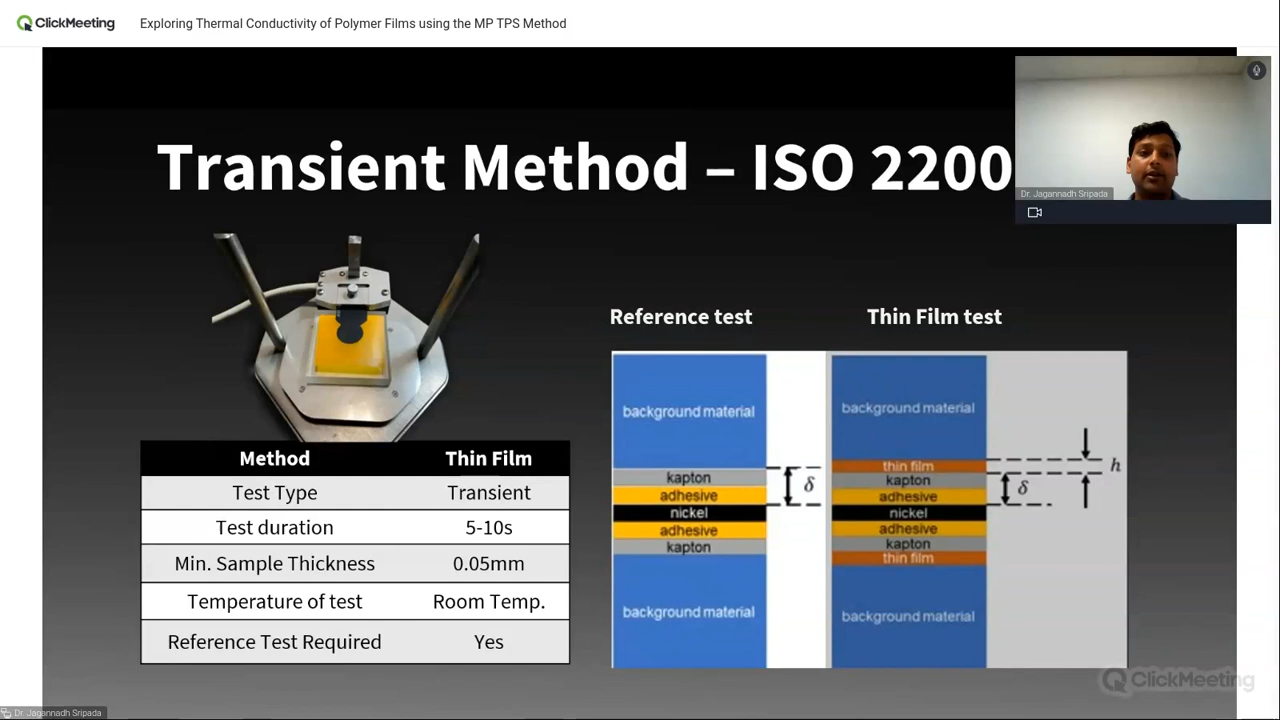 ClickMeeting
Exploring Thermal Conductivity of Polymer Films using the MP TPS Method
Transient Method – ISO 2200
Dr. Jagannadh Sripada
Reference test
Thin Film test
background material
kapton
adhesive
nickel
adhesive
kapton
background material
δ
background material
thin film
kapton
adhesive
nickel
adhesive
kapton
thin film
background material
h
δ
Method Thin Film
Test Type Transient
Test duration 5-10s
Min. Sample Thickness 0.05mm
Temperature of test Room Temp.
Reference Test Required Yes
ClickMeeting
Dr. Jagannadh Sripada